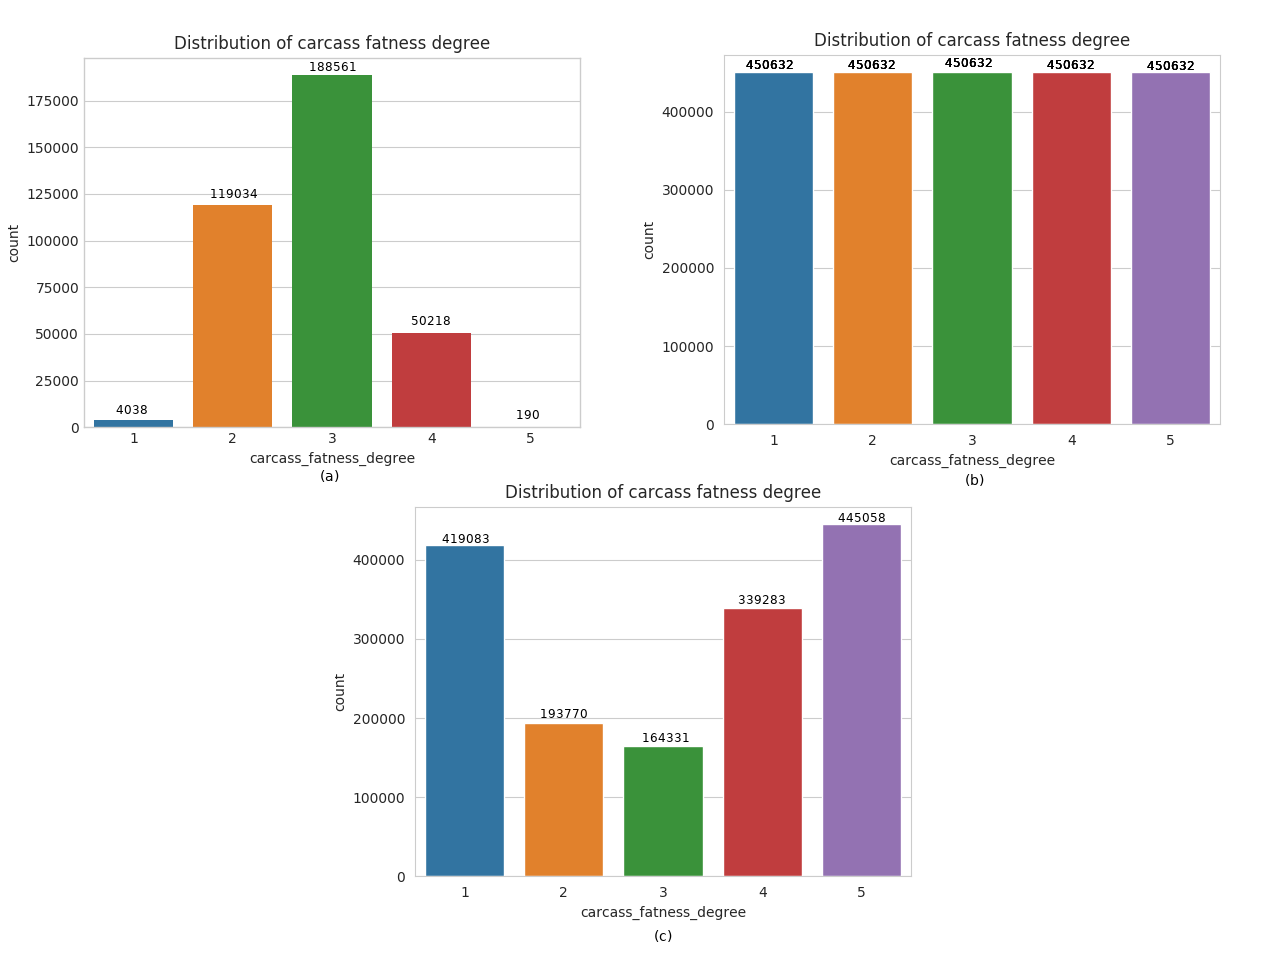 Distribution of carcass fatness degree
188561
175000
150000
125000
119034
100000
count
75000
50218
50000
25000
4038
190
0
1 2 3 4 5
carcass_fatness_degree
(a)
Distribution of carcass fatness degree
450632 450632 450632 450632 450632
400000
300000
count
200000
100000
0
1 2 3 4 5
carcass_fatness_degree
(b)
Distribution of carcass fatness degree
445058
419083
400000
339283
300000
count
193770
200000
164331
100000
0
1 2 3 4 5
carcass_fatness_degree
(c)